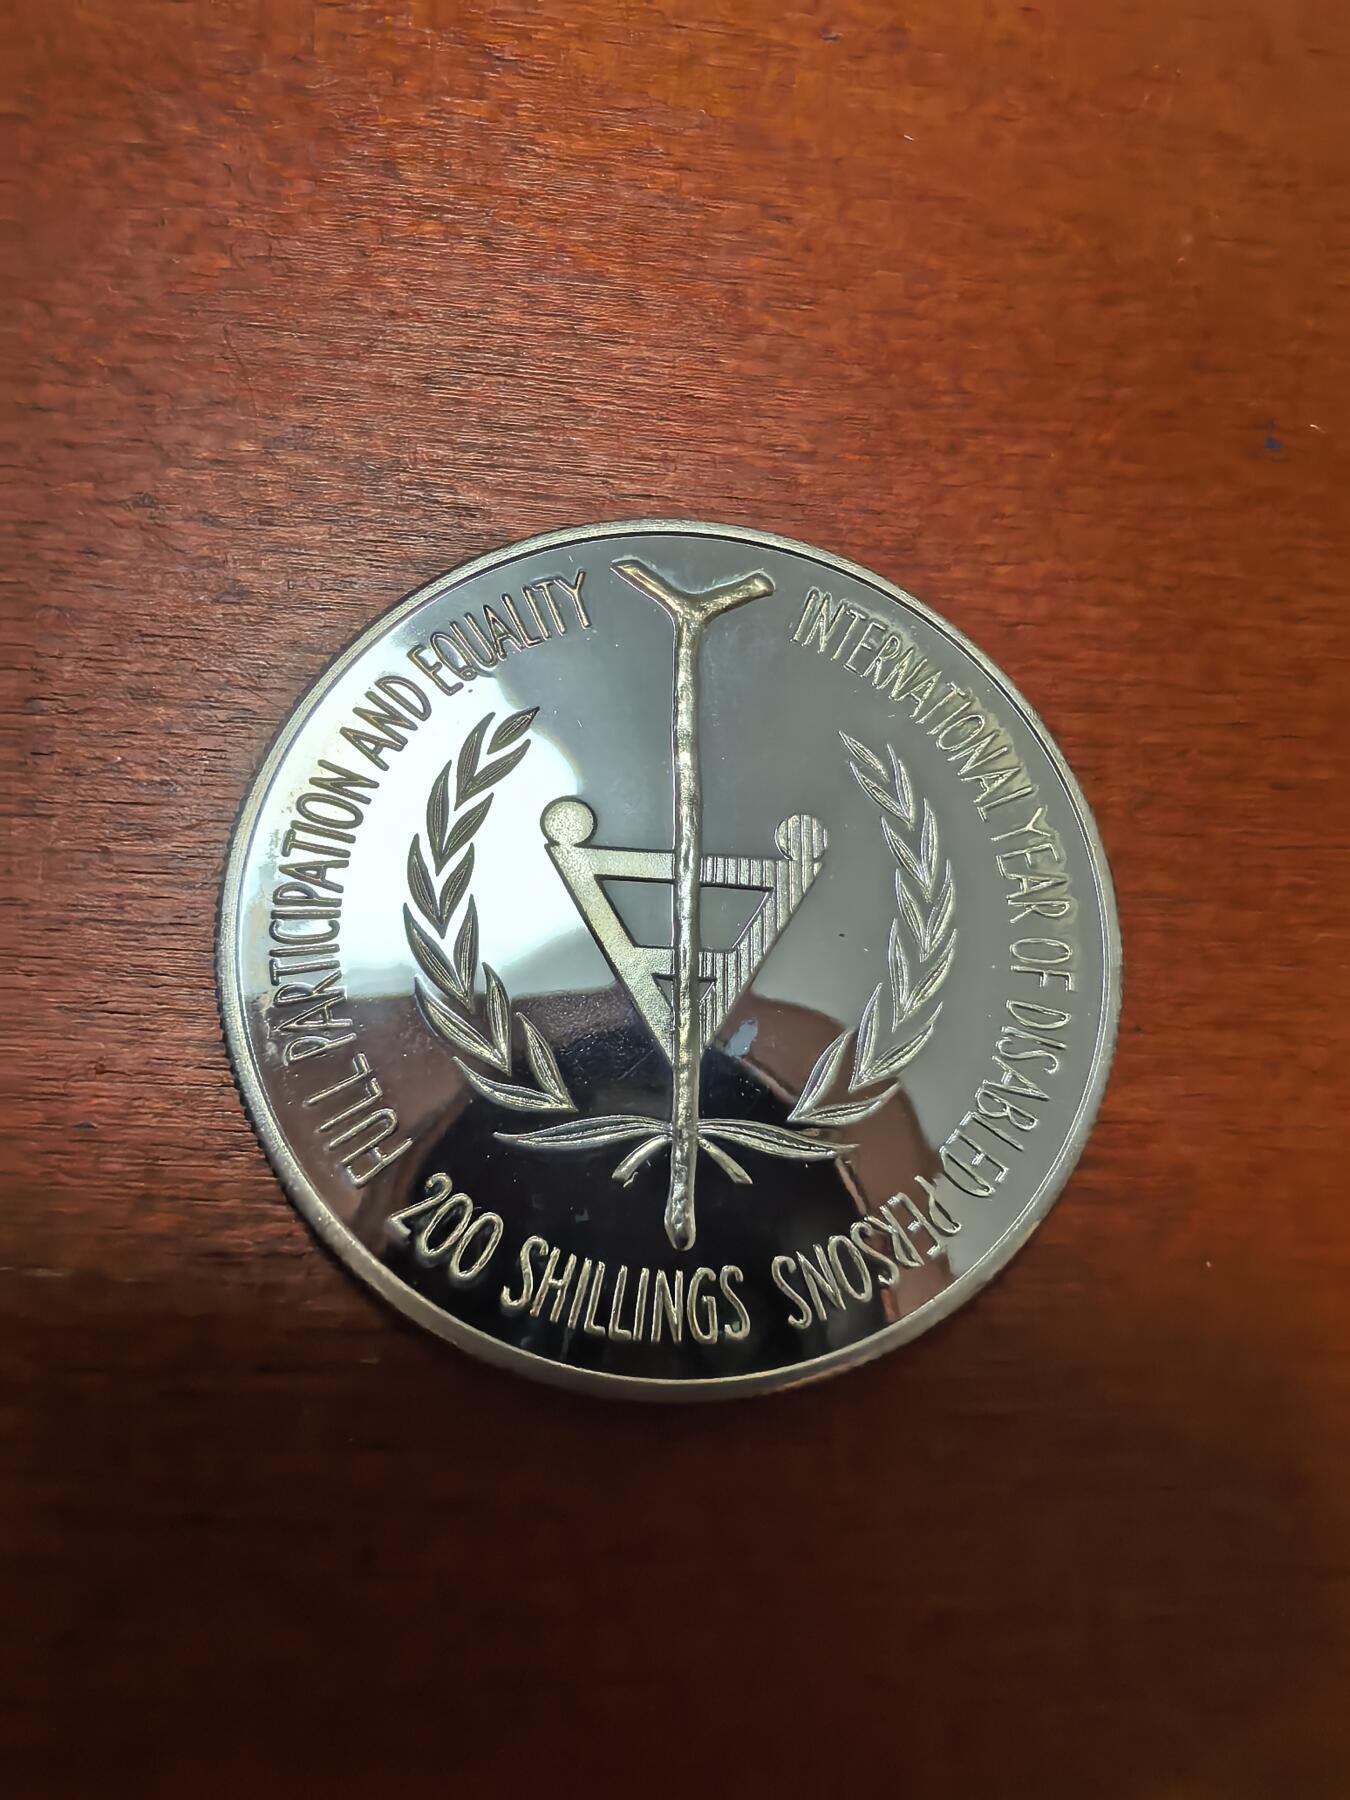 FULL PARTICIPATION AND EQUALITY
INTERNATIONAL YEAR OF DISABLED PERSONS
200 SHILLINGS